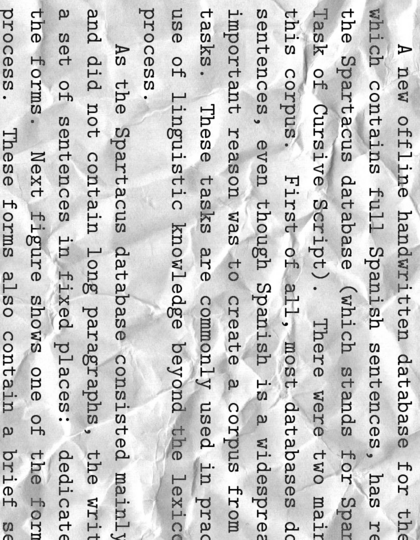 A new offline handwritten database for the
which contains full Spanish sentences, has re
the Spartacus database (which stands for Span
Task of Cursive Script). There were two main
this corpus. First of all, most databases do
sentences, even though Spanish is a widesprea
important reason was to create a corpus from
tasks. These tasks are commonly used in prac
use of linguistic knowledge beyond the lexico
process.
As the Spartacus database consisted mainly
and did not contain long paragraphs, the writ
a set of sentences in fixed places: dedicate
the forms. Next figure shows one of the form
process. These forms also contain a brief se